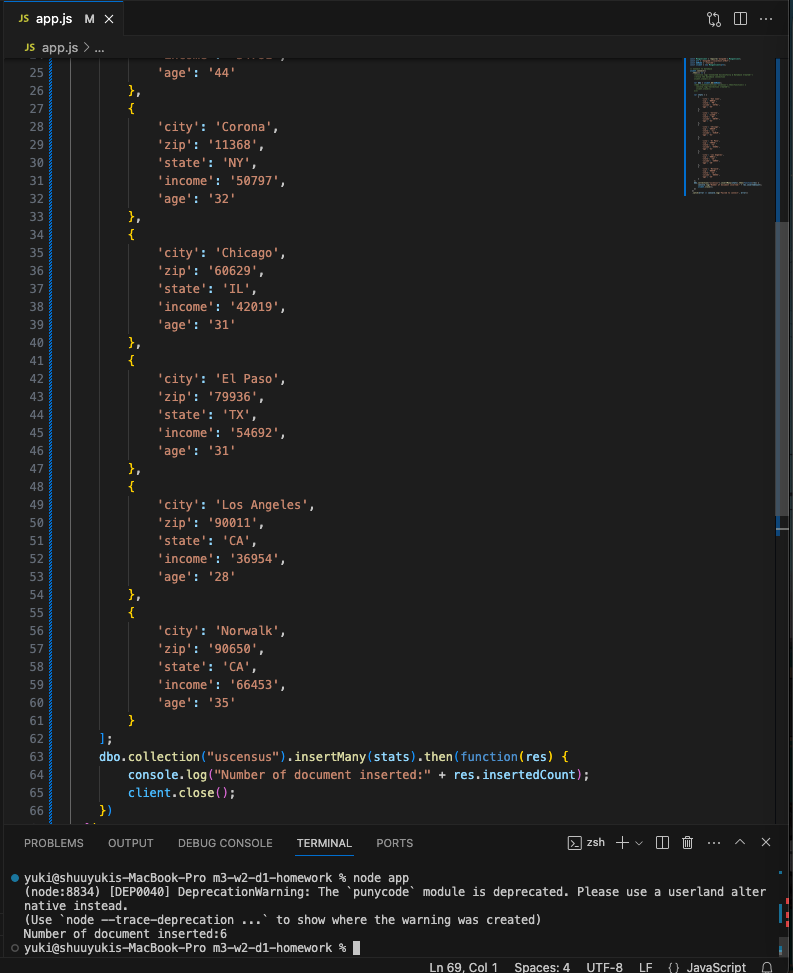 JS app.js M
JS app.js > ...
25 'age': '44'
26 },
27 {
28 'city': 'Corona',
29 'zip': '11368',
30 'state': 'NY',
31 'income': '50797',
32 'age': '32'
33 },
34 {
35 'city': 'Chicago',
36 'zip': '60629',
37 'state': 'IL',
38 'income': '42019',
39 'age': '31'
40 },
41 {
42 'city': 'El Paso',
43 'zip': '79936',
44 'state': 'TX',
45 'income': '54692',
46 'age': '31'
47 },
48 {
49 'city': 'Los Angeles',
50 'zip': '90011',
51 'state': 'CA',
52 'income': '36954',
53 'age': '28'
54 },
55 {
56 'city': 'Norwalk',
57 'zip': '90650',
58 'state': 'CA',
59 'income': '66453',
60 'age': '35'
61 }
62 ];
63 dbo.collection("uscensus").insertMany(stats).then(function(res) {
64 console.log("Number of document inserted:" + res.insertedCount);
65 client.close();
66 })
PROBLEMS OUTPUT DEBUG CONSOLE TERMINAL PORTS zsh
yuki@shuuyukis-MacBook-Pro m3-w2-d1-homework % node app
(node:8834) [DEP0040] DeprecationWarning: The `punycode` module is deprecated. Please use a userland alter
native instead.
(Use `node --trace-deprecation ...` to show where the warning was created)
Number of document inserted:6
yuki@shuuyukis-MacBook-Pro m3-w2-d1-homework %
Ln 69, Col 1 Spaces: 4 UTF-8 LF {} JavaScript